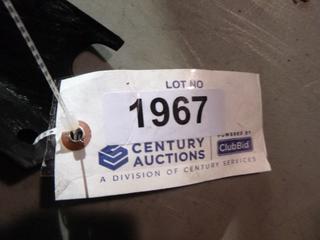 LOT NO
1967
CENTURY
AUCTIONS
POWERED BY
ClubBid
A DIVISION OF CENTURY SERVICES